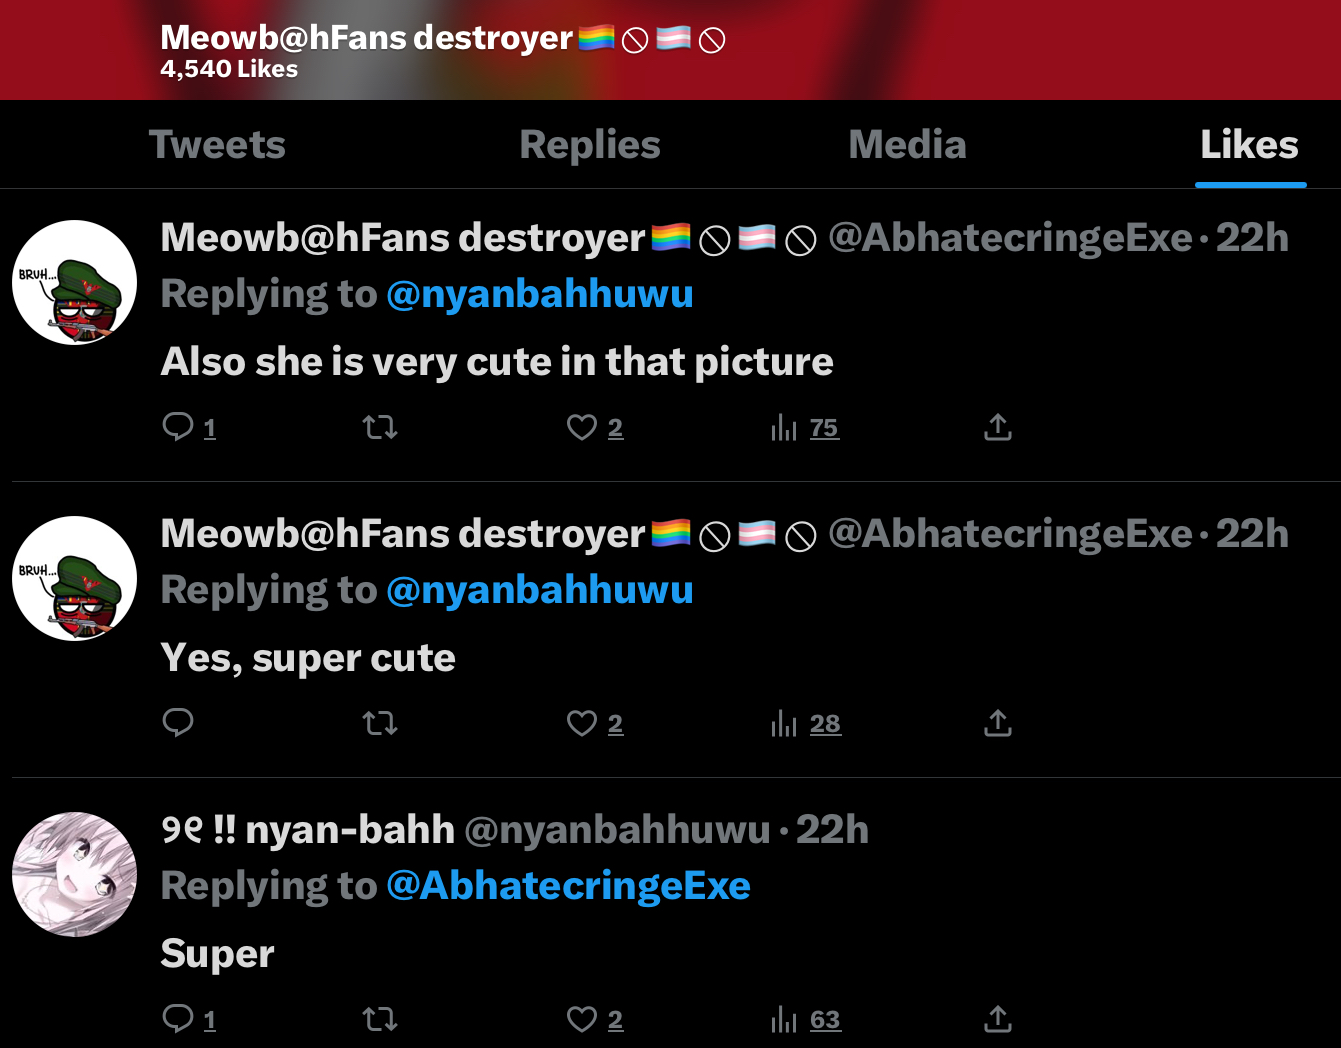 Meowb@hFans destroyer🏳️‍🌈🚫🏳️‍⚧️🚫
4,540 Likes
Tweets Replies Media Likes
Meowb@hFans destroyer🏳️‍🌈🚫🏳️‍⚧️🚫 @AbhatecringeExe · 22h
BRUH...
Replying to @nyanbahhuwu
Also she is very cute in that picture
1 2 75
Meowb@hFans destroyer🏳️‍🌈🚫🏳️‍⚧️🚫 @AbhatecringeExe · 22h
BRUH...
Replying to @nyanbahhuwu
Yes, super cute
2 28
୨୧ !! nyan-bahh @nyanbahhuwu · 22h
Replying to @AbhatecringeExe
Super
1 2 63